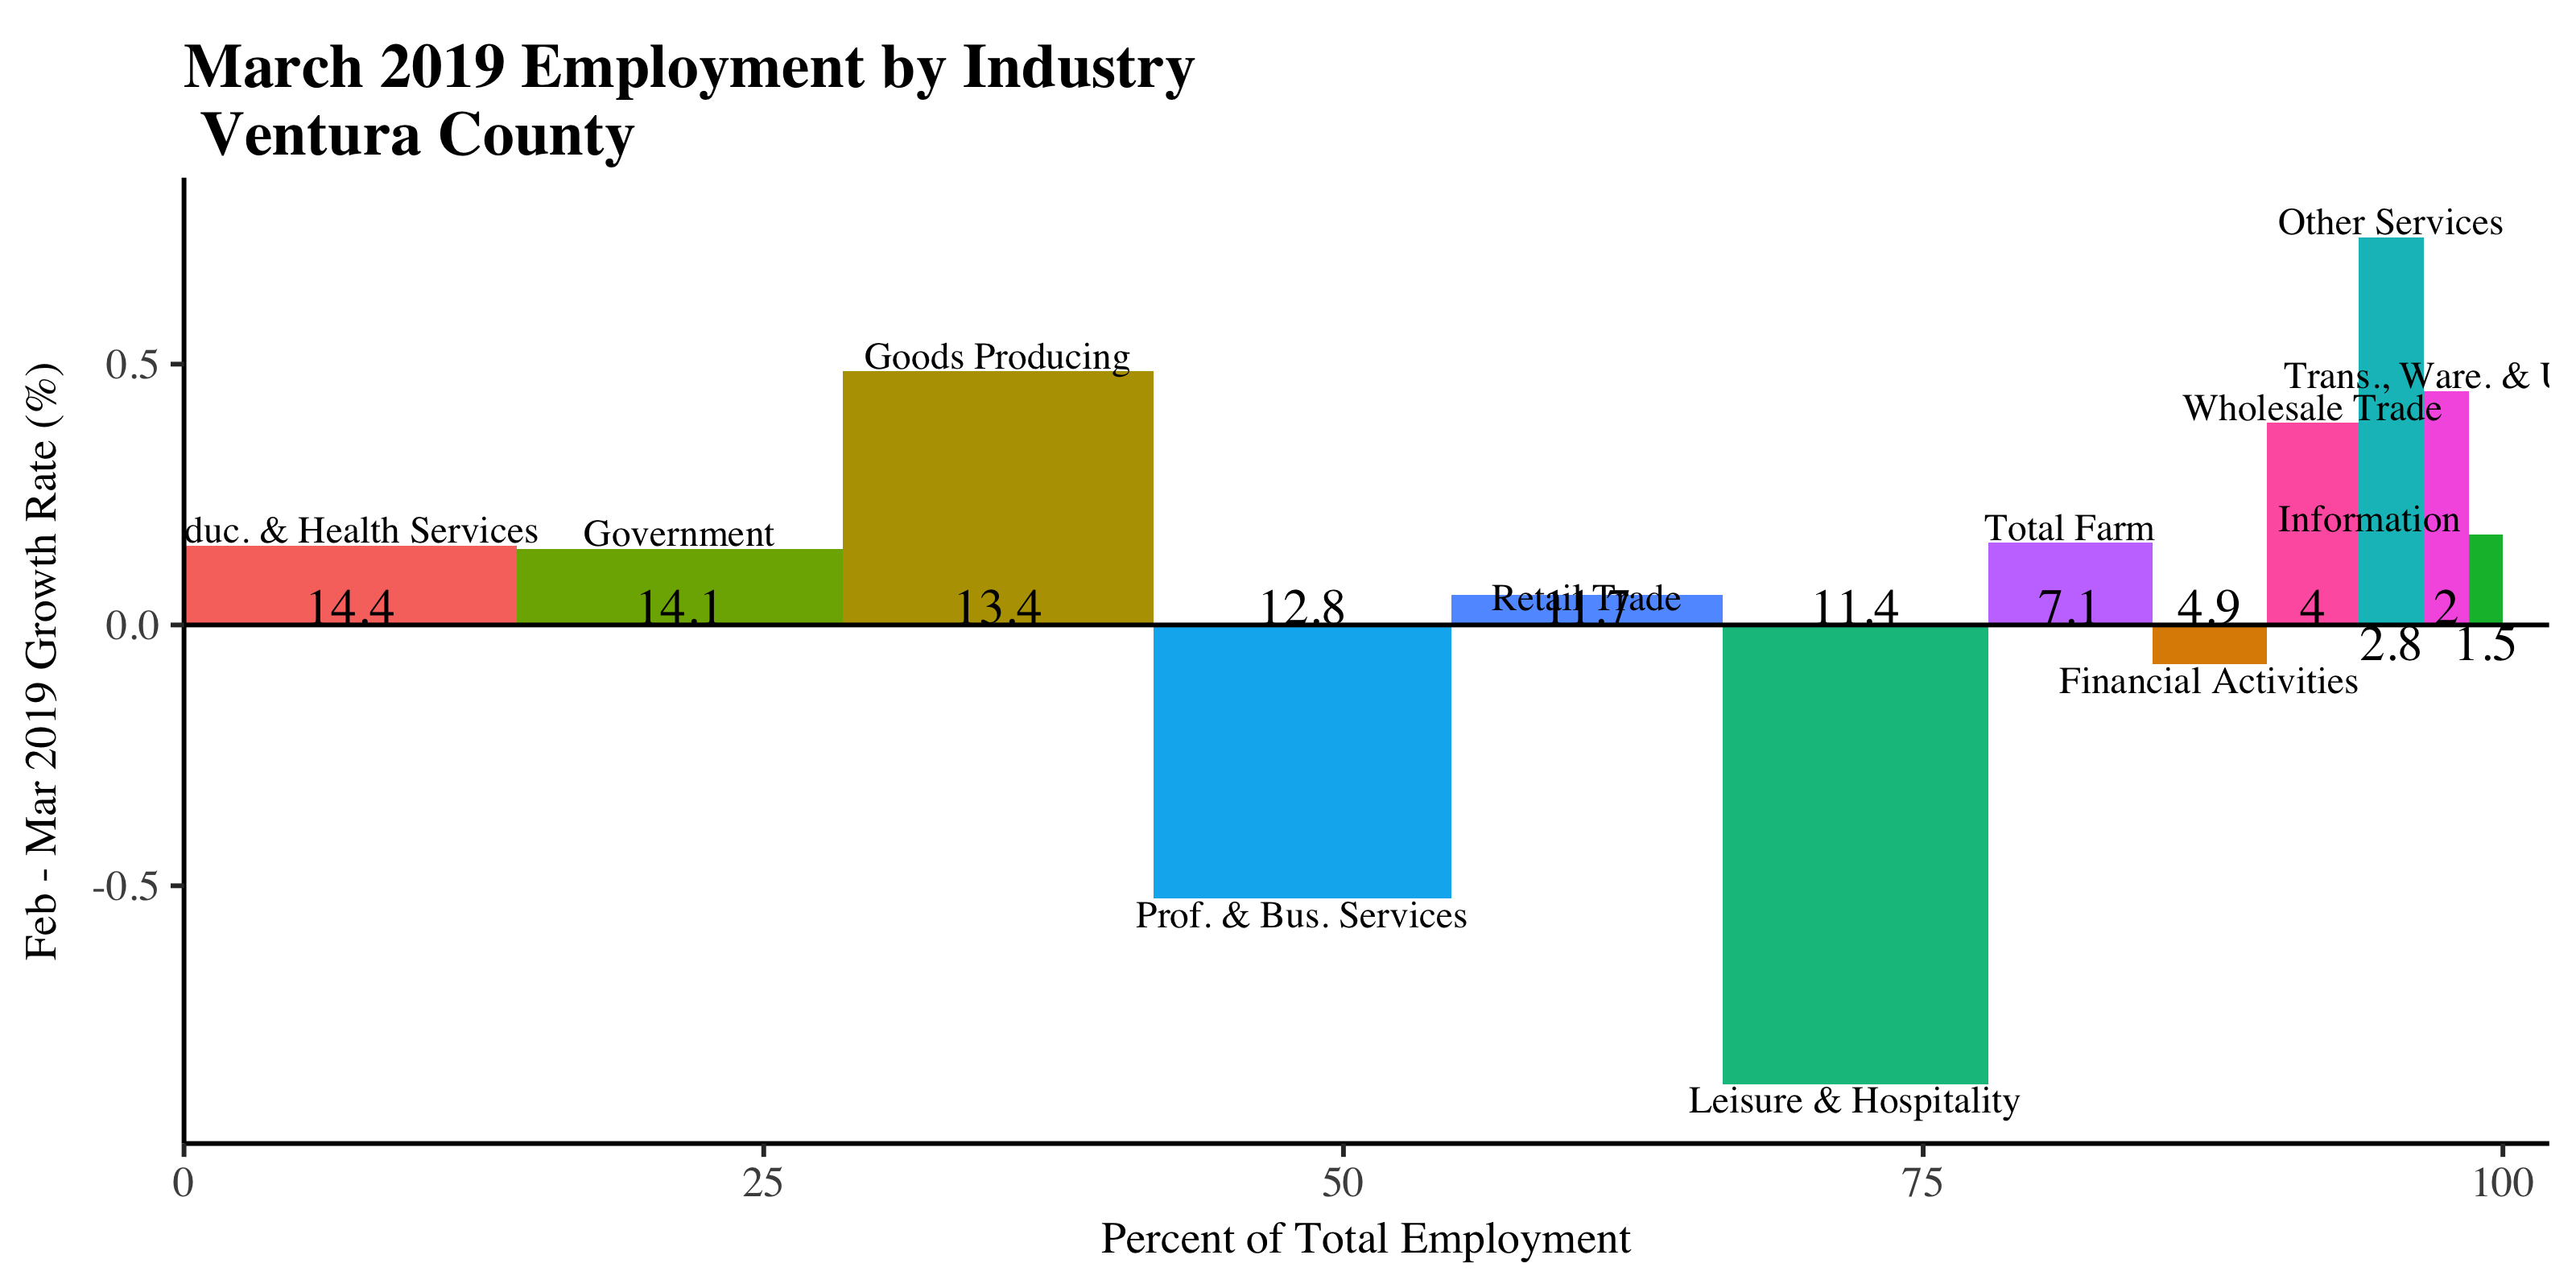 March 2019 Employment by Industry
Ventura County
Feb - Mar 2019 Growth Rate (%)
0.5
0.0
-0.5
duc. & Health Services
Government
Goods Producing
Prof. & Bus. Services
Retail Trade
Leisure & Hospitality
Total Farm
Financial Activities
Wholesale Trade
Other Services
Trans., Ware. &
Information
14.4
14.1
13.4
12.8
11.7
11.4
7.1
4.9
4
2.8
2
1.5
0
25
50
75
100
Percent of Total Employment